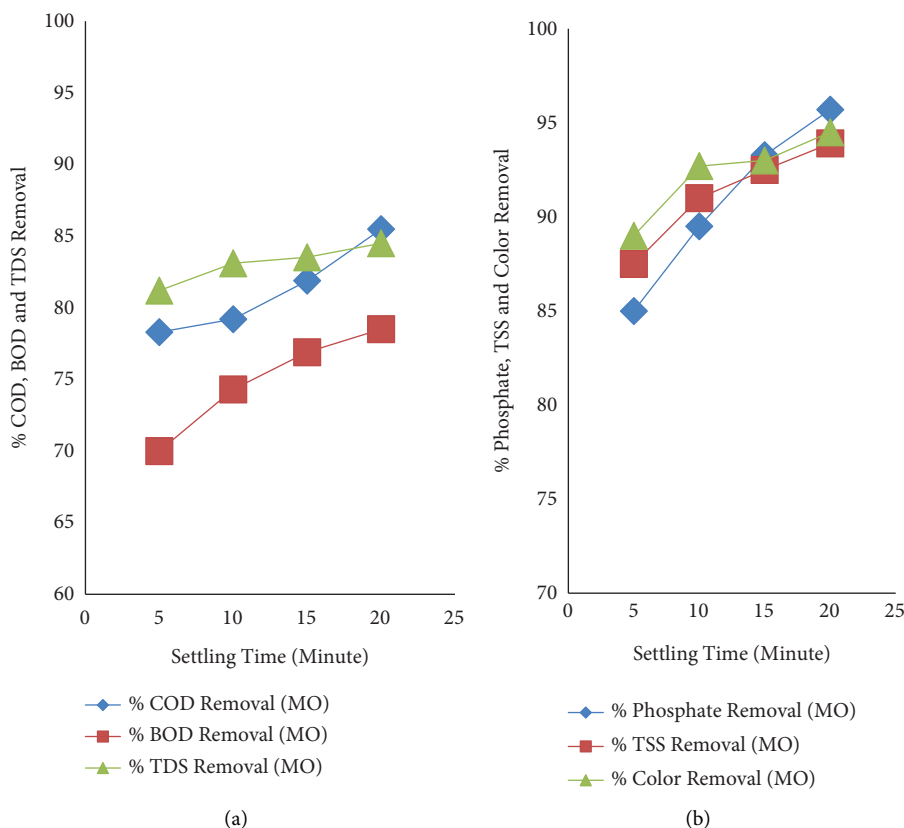 100
95
90
85
80
75
70
65
60
0
5
10
15
20
25
% COD, BOD and TDS Removal
Settling Time (Minute)
% COD Removal (MO)
% BOD Removal (MO)
% TDS Removal (MO)
(a)
100
95
90
85
80
75
70
0
5
10
15
20
25
% Phosphate, TSS and Color Removal
Settling Time (Minute)
% Phosphate Removal (MO)
% TSS Removal (MO)
% Color Removal (MO)
(b)